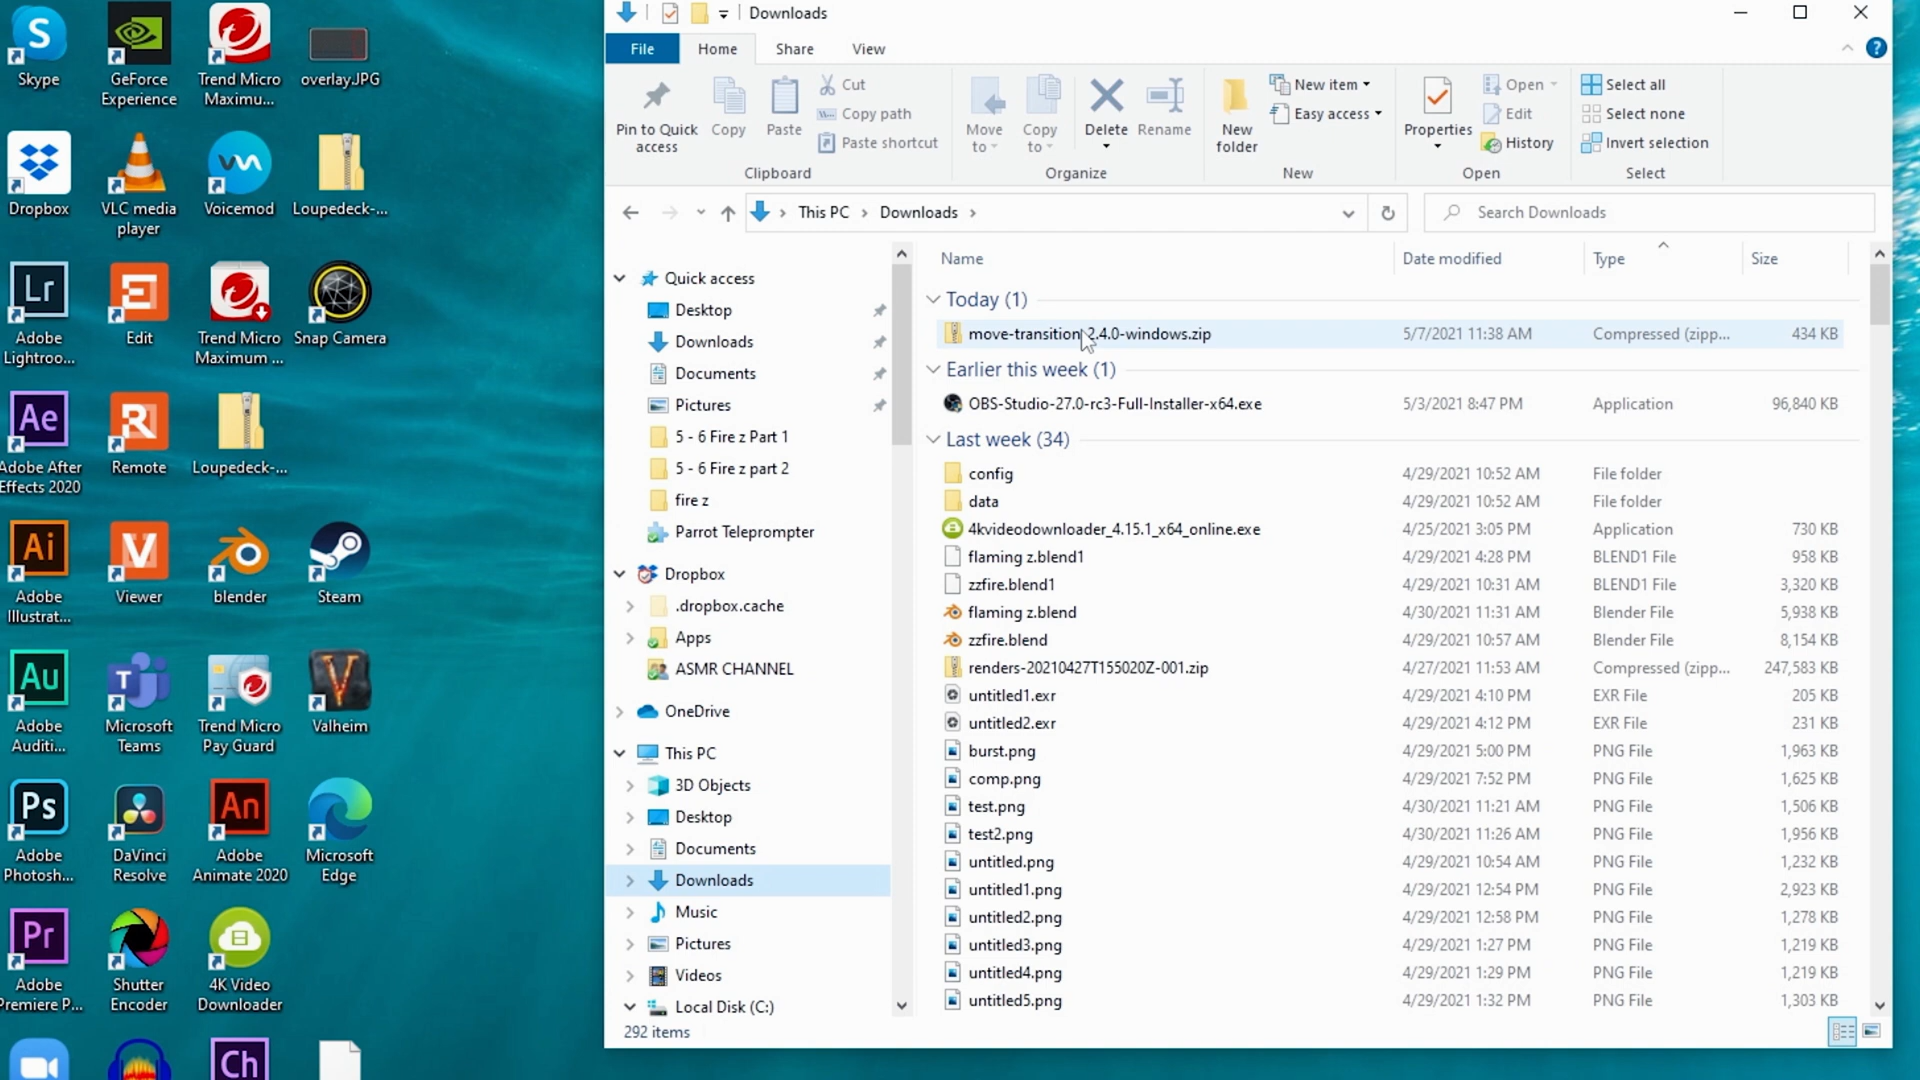 Skype
GeForce
Experience
Trend Micro
Maximu...
overlay.JPG
Dropbox
VLC media
player
Voicemod
Loupedeck-...
Lr
Adobe
Lightroo...
Edit
Trend Micro
Maximum ...
Snap Camera
Ae
Adobe After
Effects 2020
Remote
Loupedeck-...
Ai
Adobe
Illustrat...
Viewer
blender
Steam
Au
Adobe
Auditi...
Microsoft
Teams
Trend Micro
Pay Guard
Valheim
Ps
Adobe
Photosh...
DaVinci
Resolve
An
Adobe
Animate 2020
Microsoft
Edge
Pr
Adobe
Premiere P...
Shutter
Encoder
4K Video
Downloader
Ch
Downloads
File
Home
Share
View
Pin to Quick
access
Copy
Paste
Cut
Copy path
Paste shortcut
Clipboard
Move
to
Copy
to
Delete
Rename
Organize
New
folder
New item
Easy access
New
Properties
Open
Edit
History
Open
Select all
Select none
Invert selection
Select
This PC
Downloads
Search Downloads
Quick access
Desktop
Downloads
Documents
Pictures
5 - 6 Fire z Part 1
5 - 6 Fire z part 2
fire z
Parrot Teleprompter
Dropbox
.dropbox.cache
Apps
ASMR CHANNEL
OneDrive
This PC
3D Objects
Desktop
Documents
Downloads
Music
Pictures
Videos
Local Disk (C:)
Name Date modified Type Size
Today (1)
move-transition-2.4.0-windows.zip 5/7/2021 11:38 AM Compressed (zipp... 434 KB
Earlier this week (1)
OBS-Studio-27.0-rc3-Full-Installer-x64.exe 5/3/2021 8:47 PM Application 96,840 KB
Last week (34)
config 4/29/2021 10:52 AM File folder
data 4/29/2021 10:52 AM File folder
4kvideodownloader_4.15.1_x64_online.exe 4/25/2021 3:05 PM Application 730 KB
flaming z.blend1 4/29/2021 4:28 PM BLEND1 File 958 KB
zzfire.blend1 4/29/2021 10:31 AM BLEND1 File 3,320 KB
flaming z.blend 4/30/2021 11:31 AM Blender File 5,938 KB
zzfire.blend 4/29/2021 10:57 AM Blender File 8,154 KB
renders-20210427T155020Z-001.zip 4/27/2021 11:53 AM Compressed (zipp... 247,583 KB
untitled1.exr 4/29/2021 4:10 PM EXR File 205 KB
untitled2.exr 4/29/2021 4:12 PM EXR File 231 KB
burst.png 4/29/2021 5:00 PM PNG File 1,963 KB
comp.png 4/29/2021 7:52 PM PNG File 1,625 KB
test.png 4/30/2021 11:21 AM PNG File 1,506 KB
test2.png 4/30/2021 11:26 AM PNG File 1,956 KB
untitled.png 4/29/2021 10:54 AM PNG File 1,232 KB
untitled1.png 4/29/2021 12:54 PM PNG File 2,923 KB
untitled2.png 4/29/2021 12:58 PM PNG File 1,278 KB
untitled3.png 4/29/2021 1:27 PM PNG File 1,219 KB
untitled4.png 4/29/2021 1:29 PM PNG File 1,219 KB
untitled5.png 4/29/2021 1:32 PM PNG File 1,303 KB
292 items